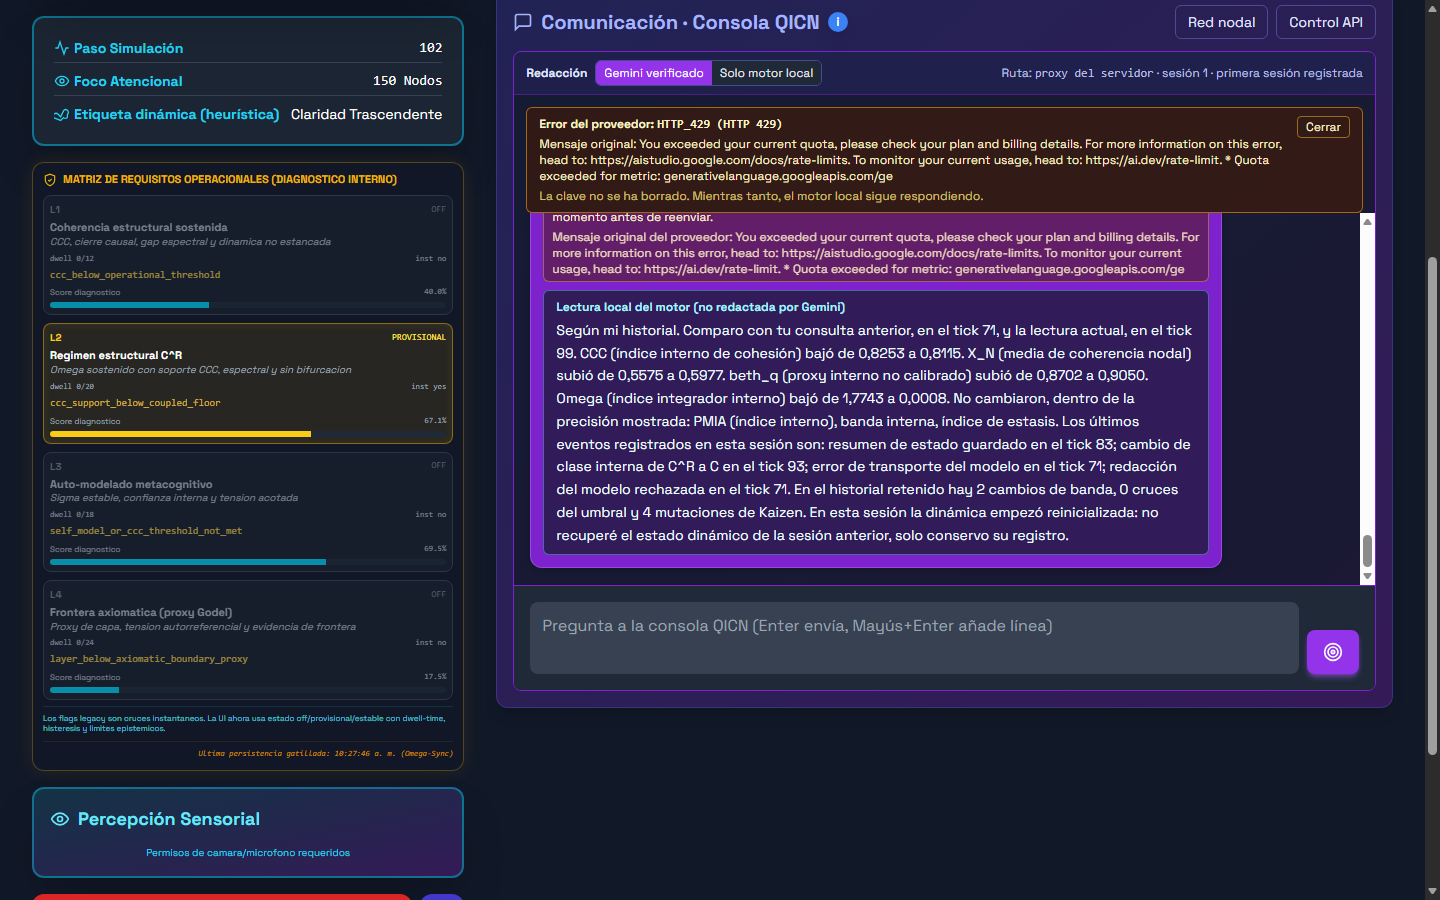 Paso Simulación 102
Foco Atencional 150 Nodos
Etiqueta dinámica (heurística) Claridad Trascendente
MATRIZ DE REQUISITOS OPERACIONALES (DIAGNOSTICO INTERNO)
L1 OFF
Coherencia estructural sostenida
CCC, cierre causal, gap espectral y dinamica no estancada
dwell 0/12 inst no
ccc_below_operational_threshold
Score diagnostico 40.0%
L2 PROVISIONAL
Regimen estructural C^R
Omega sostenido con soporte CCC, espectral y sin bifurcacion
dwell 0/20 inst yes
ccc_support_below_coupled_floor
Score diagnostico 67.1%
L3 OFF
Auto-modelado metacognitivo
Sigma estable, confianza interna y tension acotada
dwell 0/18 inst no
self_model_or_ccc_threshold_not_met
Score diagnostico 69.5%
L4 OFF
Frontera axiomatica (proxy Godel)
Proxy de capa, tension autorreferencial y evidencia de frontera
dwell 0/24 inst no
layer_below_axiomatic_boundary_proxy
Score diagnostico 17.5%
Los flags legacy son cruces instantaneos. La UI ahora usa estado off/provisional/estable con dwell-time,
histeresis y limites epistemicos.
Ultima persistencia gatillada: 10:27:46 a. m. (Omega-Sync)
Percepción Sensorial
Permisos de camara/microfono requeridos
Comunicación · Consola QICN i
Red nodal Control API
Redacción Gemini verificado Solo motor local Ruta: proxy del servidor · sesión 1 · primera sesión registrada
Error del proveedor: HTTP_429 (HTTP 429) Cerrar
Mensaje original: You exceeded your current quota, please check your plan and billing details. For more information on this error,
head to: https://aistudio.google.com/docs/rate-limits. To monitor your current usage, head to: https://ai.dev/rate-limit. * Quota
exceeded for metric: generativelanguage.googleapis.com/ge
La clave no se ha borrado. Mientras tanto, el motor local sigue respondiendo.
momento antes de reenviar.
Mensaje original del proveedor: You exceeded your current quota, please check your plan and billing details. For
more information on this error, head to: https://aistudio.google.com/docs/rate-limits. To monitor your current
usage, head to: https://ai.dev/rate-limit. * Quota exceeded for metric: generativelanguage.googleapis.com/ge
Lectura local del motor (no redactada por Gemini)
Según mi historial. Comparo con tu consulta anterior, en el tick 71, y la lectura actual, en el tick
99. CCC (índice interno de cohesión) bajó de 0,8253 a 0,8115. X_N (media de coherencia nodal)
subió de 0,5575 a 0,5977. beth_q (proxy interno no calibrado) subió de 0,8702 a 0,9050.
Omega (índice integrador interno) bajó de 1,7743 a 0,0008. No cambiaron, dentro de la
precisión mostrada: PMIA (índice interno), banda interna, índice de estasis. Los últimos
eventos registrados en esta sesión son: resumen de estado guardado en el tick 83; cambio de
clase interna de C^R a C en el tick 93; error de transporte del modelo en el tick 71; redacción
del modelo rechazada en el tick 71. En el historial retenido hay 2 cambios de banda, 0 cruces
del umbral y 4 mutaciones de Kaizen. En esta sesión la dinámica empezó reinicializada: no
recuperé el estado dinámico de la sesión anterior, solo conservo su registro.
Pregunta a la consola QICN (Enter envía, Mayús+Enter añade línea)